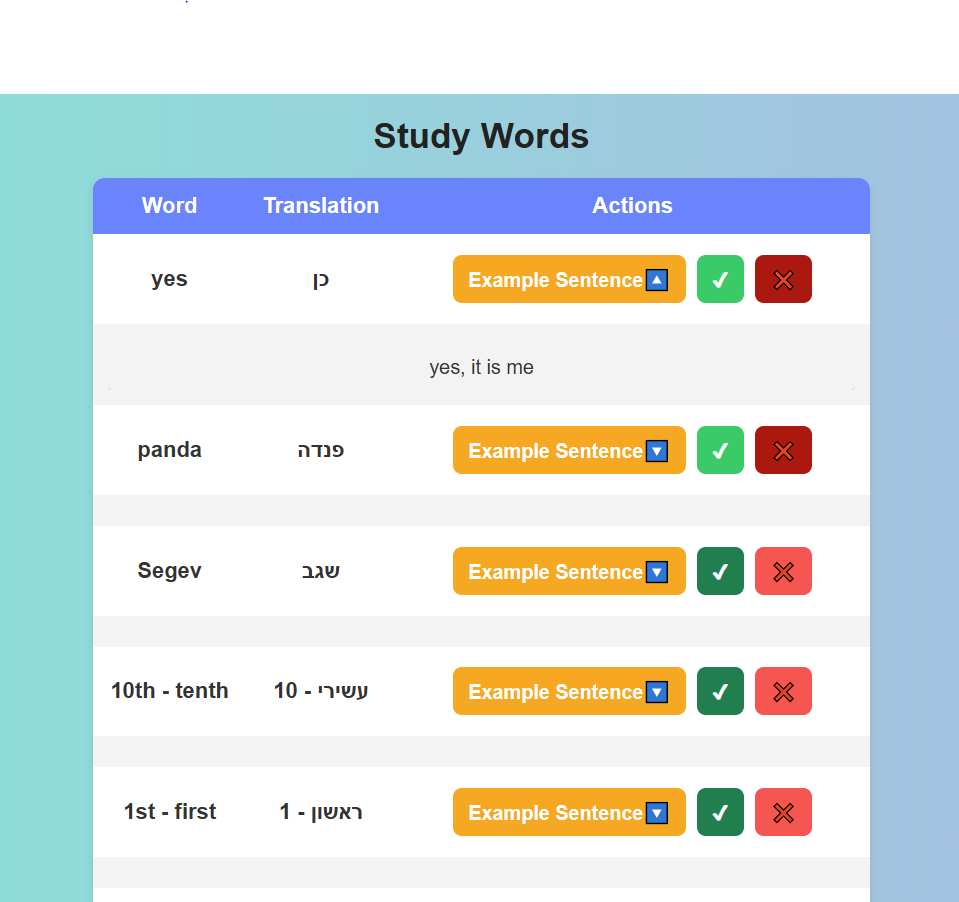 Study Words
Word Translation Actions
yes כן Example Sentence
yes, it is me
panda פנדה Example Sentence
Segev שגב Example Sentence
10th - tenth עשירי - 10 Example Sentence
1st - first ראשון - 1 Example Sentence